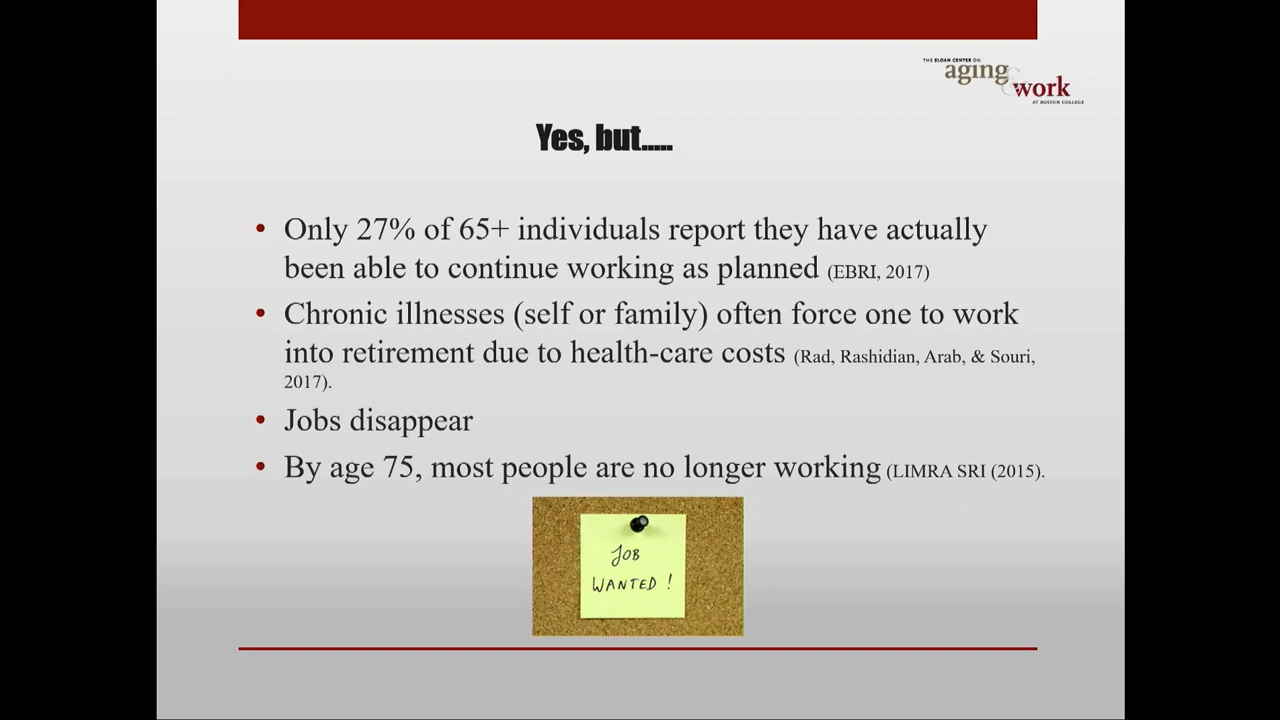 THE SLOAN CENTER ON
aging&
work
AT BOSTON COLLEGE
Yes, but.....
• Only 27% of 65+ individuals report they have actually
been able to continue working as planned (EBRI, 2017)
• Chronic illnesses (self or family) often force one to work
into retirement due to health-care costs (Rad, Rashidian, Arab, & Souri,
2017).
• Jobs disappear
• By age 75, most people are no longer working (LIMRA SRI (2015).
JOB
WANTED !